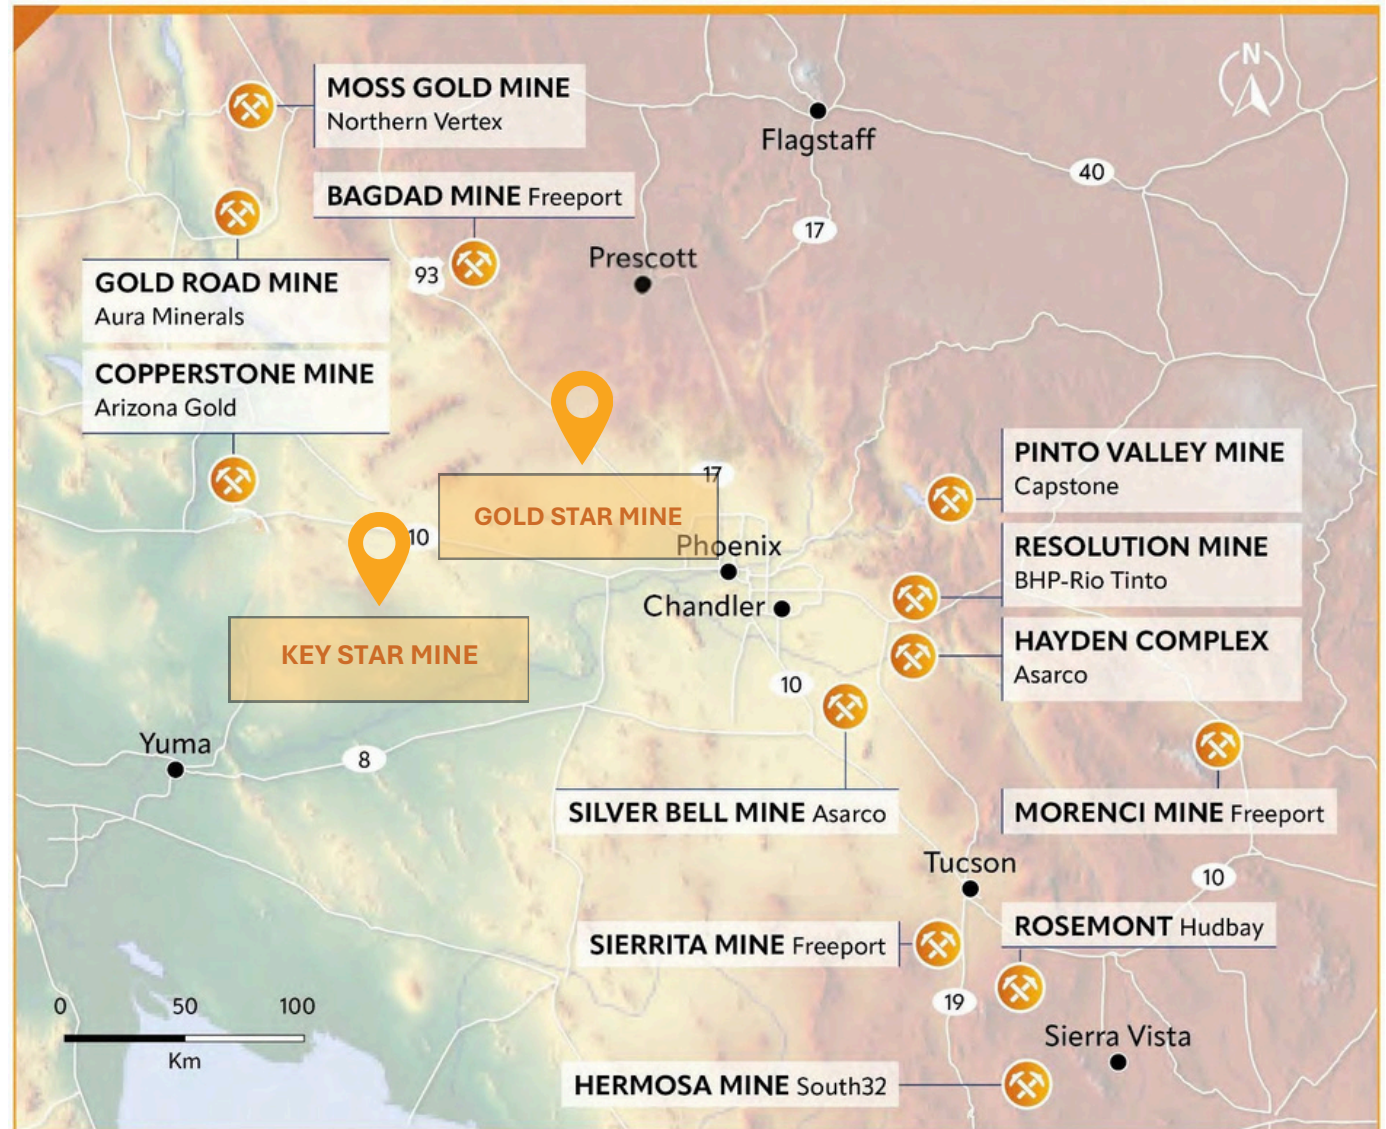 N
MOSS GOLD MINE
Northern Vertex
Flagstaff
40
BAGDAD MINE Freeport
17
Prescott
93
GOLD ROAD MINE
Aura Minerals
COPPERSTONE MINE
Arizona Gold
17
PINTO VALLEY MINE
Capstone
GOLD STAR MINE
10
Phoenix
RESOLUTION MINE
BHP-Rio Tinto
Chandler
KEY STAR MINE
HAYDEN COMPLEX
Asarco
10
Yuma
8
SILVER BELL MINE Asarco
MORENCI MINE Freeport
Tucson
10
ROSEMONT Hudbay
SIERRITA MINE Freeport
19
0 50 100
Km
Sierra Vista
HERMOSA MINE South32